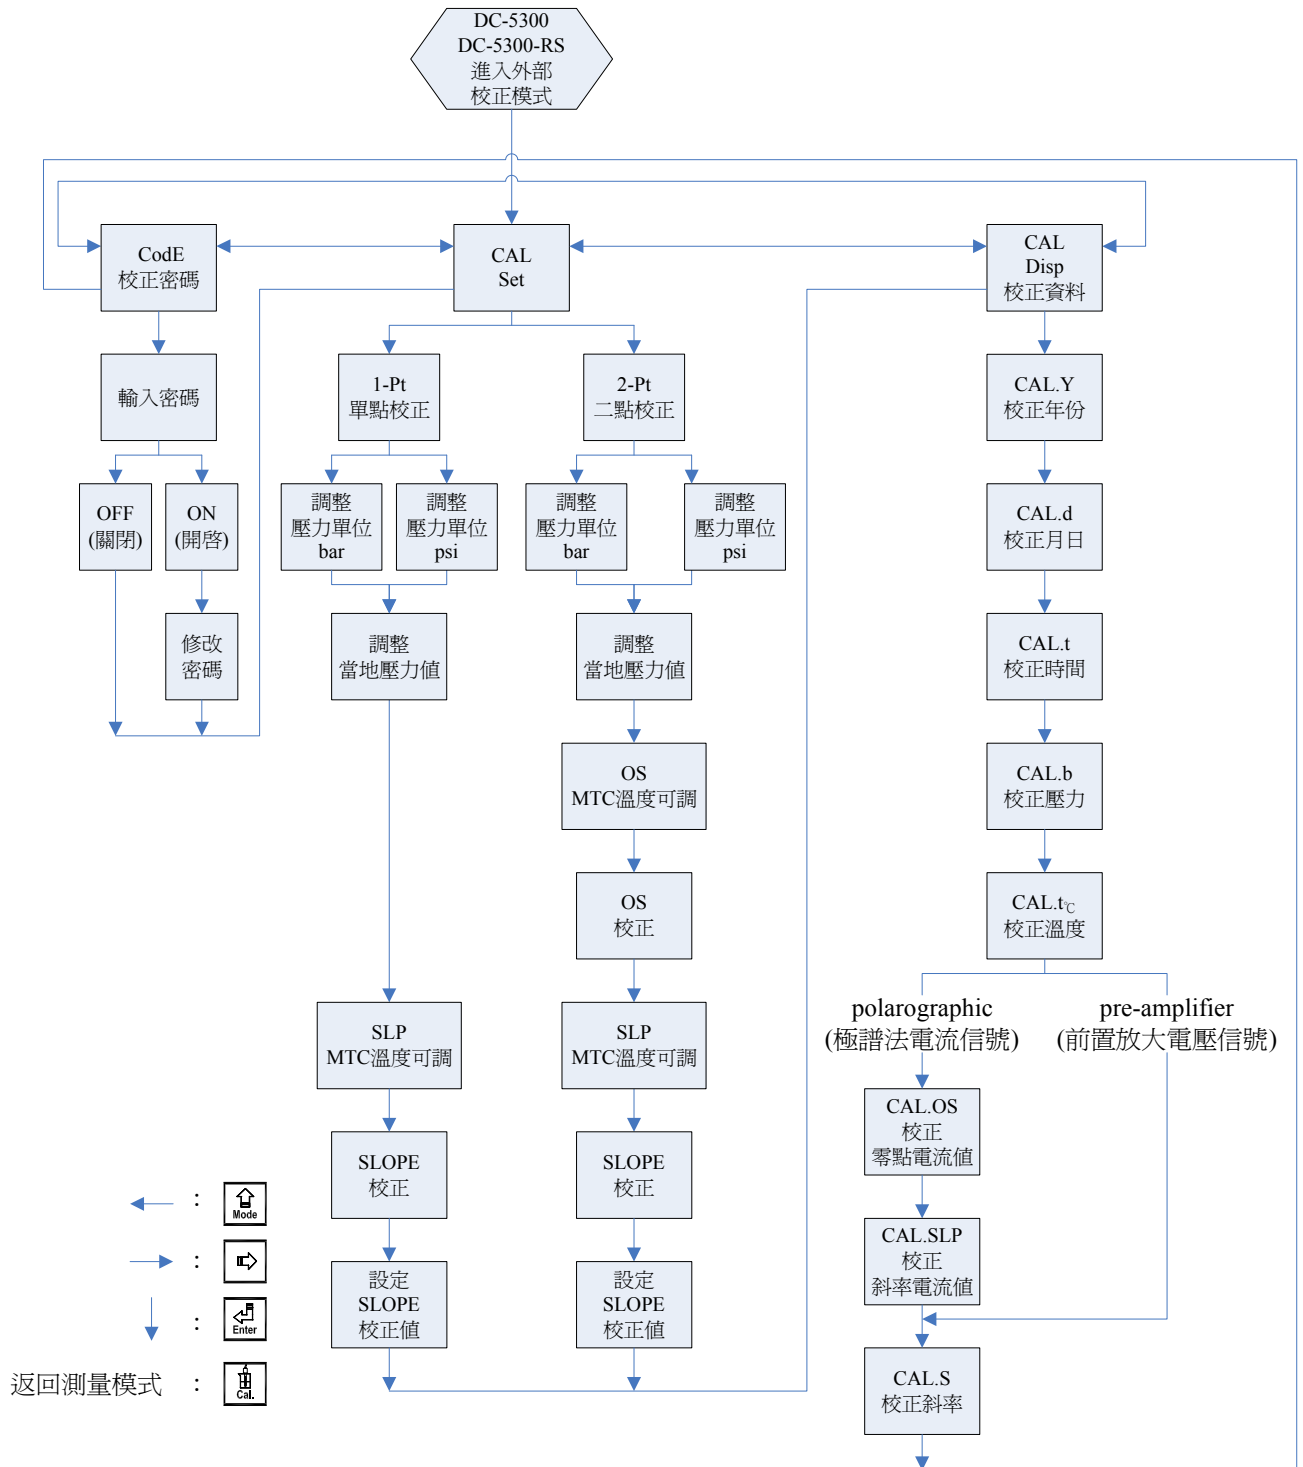 DC-5300
DC-5300-RS
進入外部
校正模式
CodE
校正密碼
CAL
Set
CAL
Disp
校正資料
輸入密碼
1-Pt
單點校正
2-Pt
二點校正
CAL.Y
校正年份
OFF
(關閉)
ON
(開啓)
調整
壓力單位
bar
調整
壓力單位
psi
調整
壓力單位
bar
調整
壓力單位
psi
CAL.d
校正月日
修改
密碼
調整
當地壓力值
調整
當地壓力值
CAL.t
校正時間
OS
MTC溫度可調
CAL.b
校正壓力
OS
校正
CAL.t℃
校正溫度
polarographic
(極譜法電流信號)
pre-amplifier
(前置放大電壓信號)
SLP
MTC溫度可調
SLP
MTC溫度可調
CAL.OS
校正
零點電流值
SLOPE
校正
SLOPE
校正
CAL.SLP
校正
斜率電流值
設定
SLOPE
校正值
設定
SLOPE
校正值
CAL.S
校正斜率
: Mode
:
: Enter
返回測量模式 : Cal.